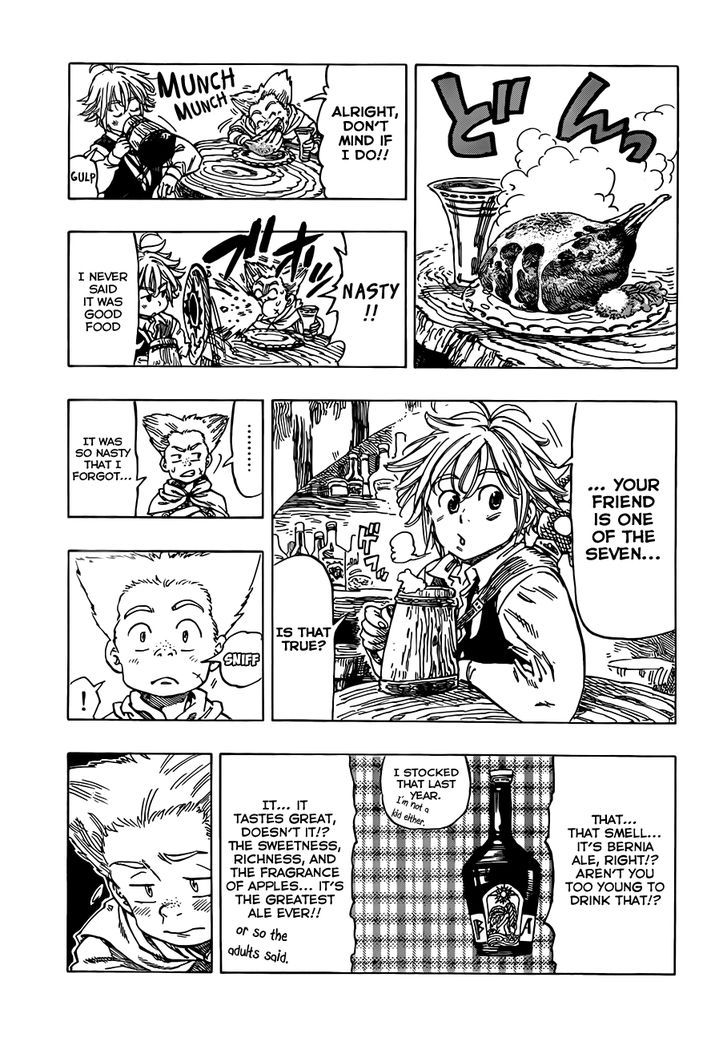 どんっ
ALRIGHT,
DON'T
MIND IF
I DO!!
MUNCH
MUNCH
GULP
NASTY
!!
ブオッ
I NEVER
SAID
IT WAS
GOOD
FOOD
... YOUR
FRIEND
IS ONE
OF THE
SEVEN...
IS THAT
TRUE?
.........
IT WAS
SO NASTY
THAT I
FORGOT...
SNIFF
!
THAT...
THAT SMELL...
IT'S BERNIA
ALE, RIGHT!?
AREN'T YOU
TOO YOUNG TO
DRINK THAT!?
B A
I STOCKED
THAT LAST
YEAR.
I'm not a
kid either.
IT... IT
TASTES GREAT,
DOESN'T IT!?
THE SWEETNESS,
RICHNESS, AND
THE FRAGRANCE
OF APPLES... IT'S
THE GREATEST
ALE EVER!!
or so the
adults said.